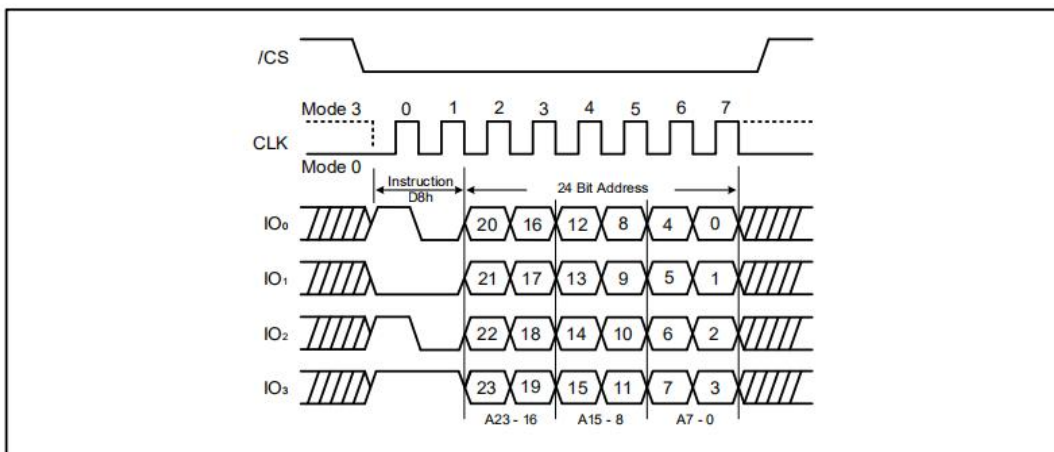 /CS
Mode 3 0 1 2 3 4 5 6 7
CLK
Mode 0
Instruction
D8h
24 Bit Address
IO₀ 20 16 12 8 4 0
IO₁ 21 17 13 9 5 1
IO₂ 22 18 14 10 6 2
IO₃ 23 19 15 11 7 3
A23 - 16 A15 - 8 A7 - 0